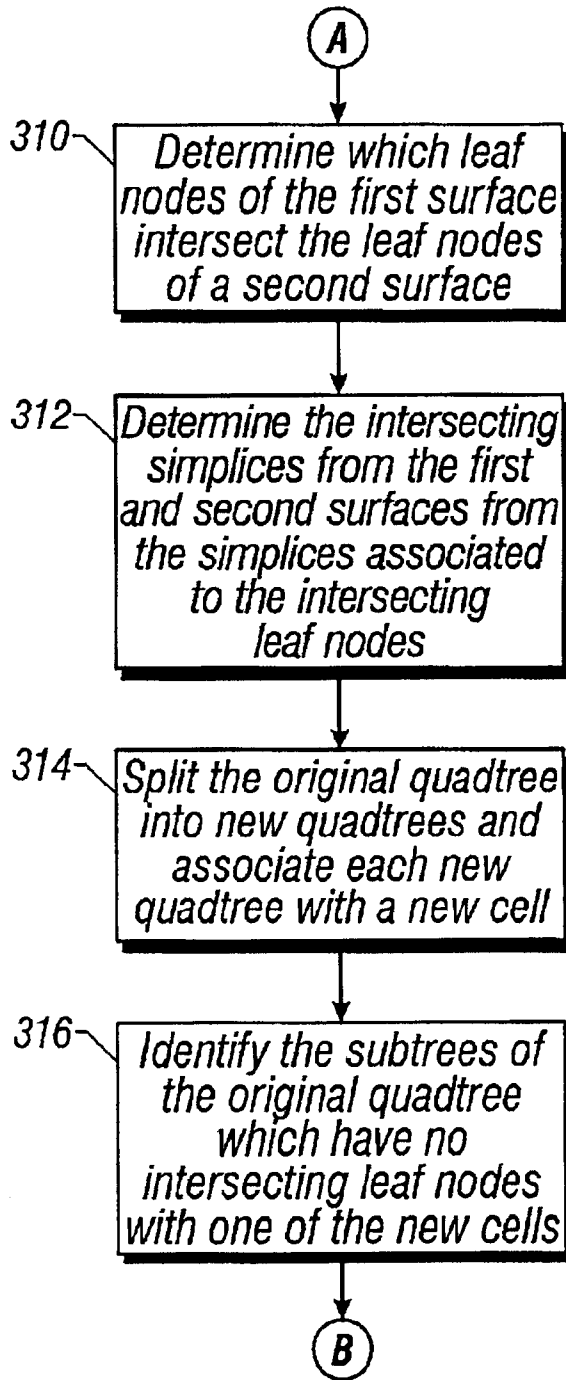 A
310
Determine which leaf
nodes of the first surface
intersect the leaf nodes
of a second surface
312
Determine the intersecting
simplices from the first
and second surfaces from
the simplices associated
to the intersecting
leaf nodes
314
Split the original quadtree
into new quadtrees and
associate each new
quadtree with a new cell
316
Identify the subtrees of
the original quadtree
which have no
intersecting leaf nodes
with one of the new cells
B